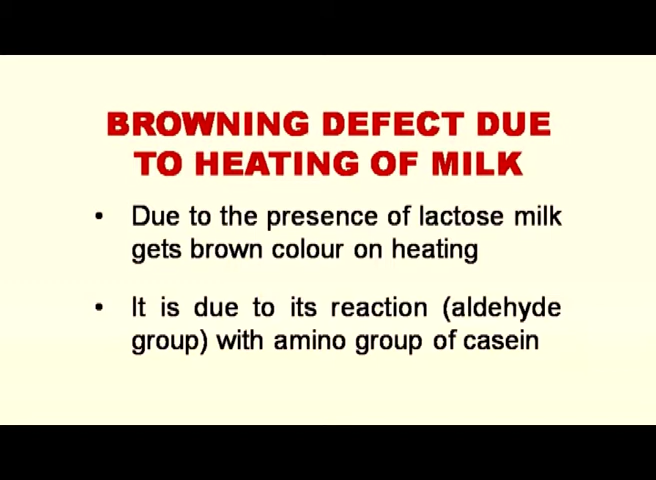 BROWNING DEFECT DUE
TO HEATING OF MILK
• Due to the presence of lactose milk
gets brown colour on heating
• It is due to its reaction (aldehyde
group) with amino group of casein